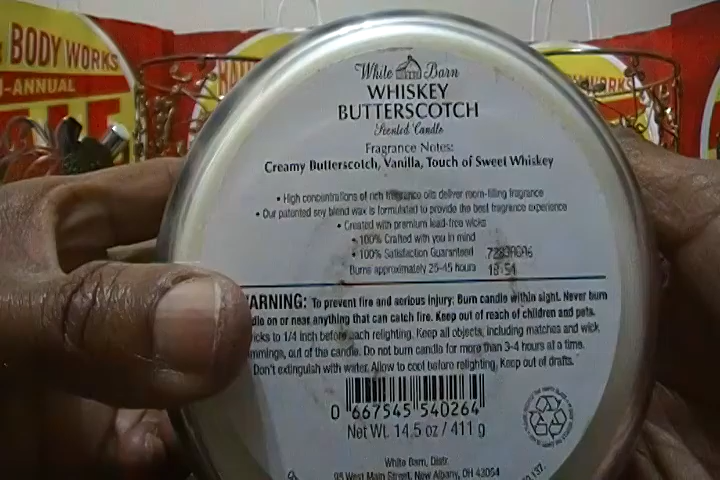 BODY WORKS
-ANNUAL
White Barn
WHISKEY
BUTTERSCOTCH
Scented Candle
Fragrance Notes:
Creamy Butterscotch, Vanilla, Touch of Sweet Whiskey
• High concentrations of rich fragrance oils deliver room-filling fragrance
• Our patented soy blend wax is formulated to provide the best fragrance experience
• Created with premium lead-free wicks
• 100% Crafted with you in mind
• 100% Satisfaction Guaranteed
Burns approximately 25-45 hours 18:54
ARNING: To prevent fire and serious injury: Burn candle within sight. Never burn
dle on or near anything that can catch fire. Keep out of reach of children and pets.
icks to 1/4 inch before each relighting. Keep all objects, including matches and wick
mmings, out of the candle. Do not burn candle for more than 3-4 hours at a time.
Don't extinguish with water. Allow to cool before relighting. Keep out of drafts.
0 667545 540264
Net Wt. 14.5 oz / 411 g
White Barn, Distr.
95 West Main Street, New Albany, OH 43054